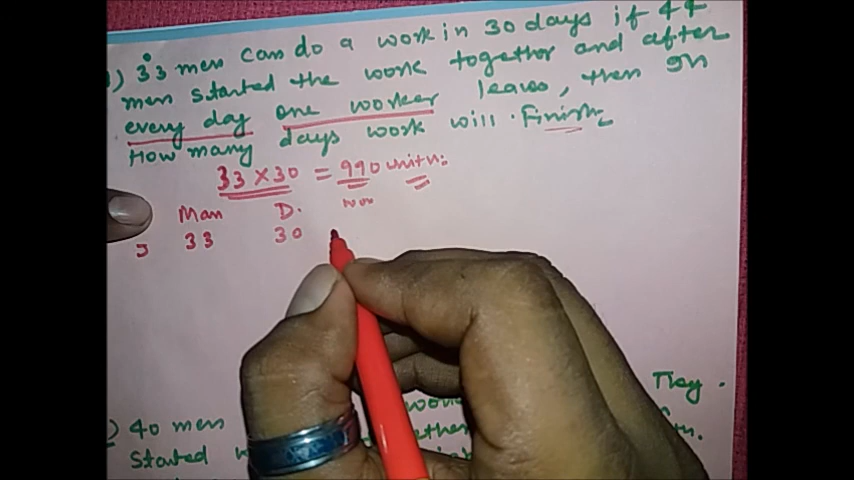 ) 33 men can do a work in 30 days if 44
men started the work together and after
every day one worker leaves, then In
How many days work will Finish
33 × 30 = 990 units
Man D.
33 30
) 40 men They
Started